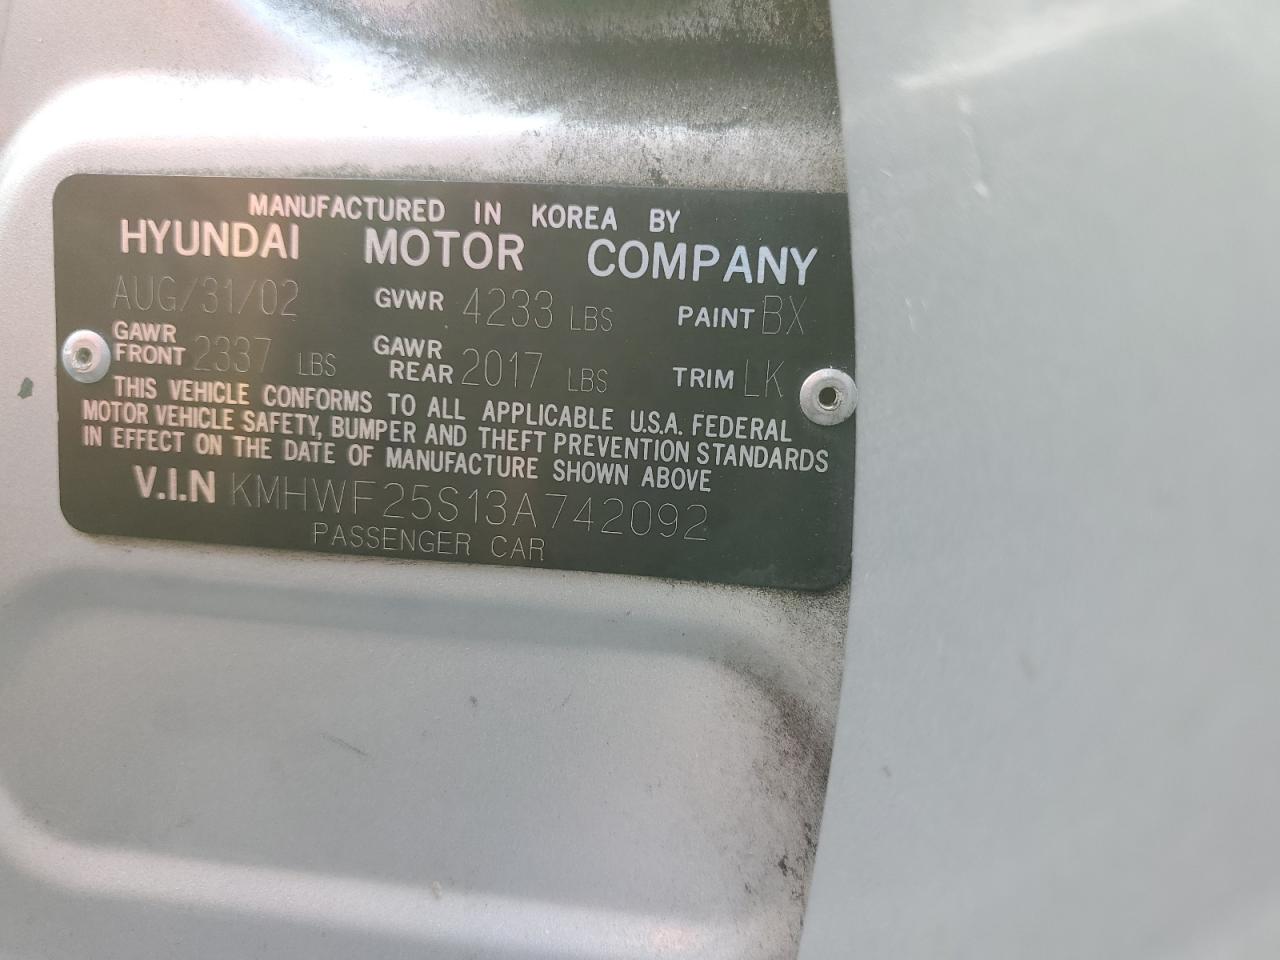 MANUFACTURED IN KOREA BY
HYUNDAI MOTOR COMPANY
AUG/31/02 GVWR 4233 LBS PAINT BX
GAWR FRONT 2337 LBS GAWR REAR 2017 LBS TRIM LK
THIS VEHICLE CONFORMS TO ALL APPLICABLE U.S.A. FEDERAL
MOTOR VEHICLE SAFETY, BUMPER AND THEFT PREVENTION STANDARDS
IN EFFECT ON THE DATE OF MANUFACTURE SHOWN ABOVE
V.I.N KMHWF25S13A742092
PASSENGER CAR